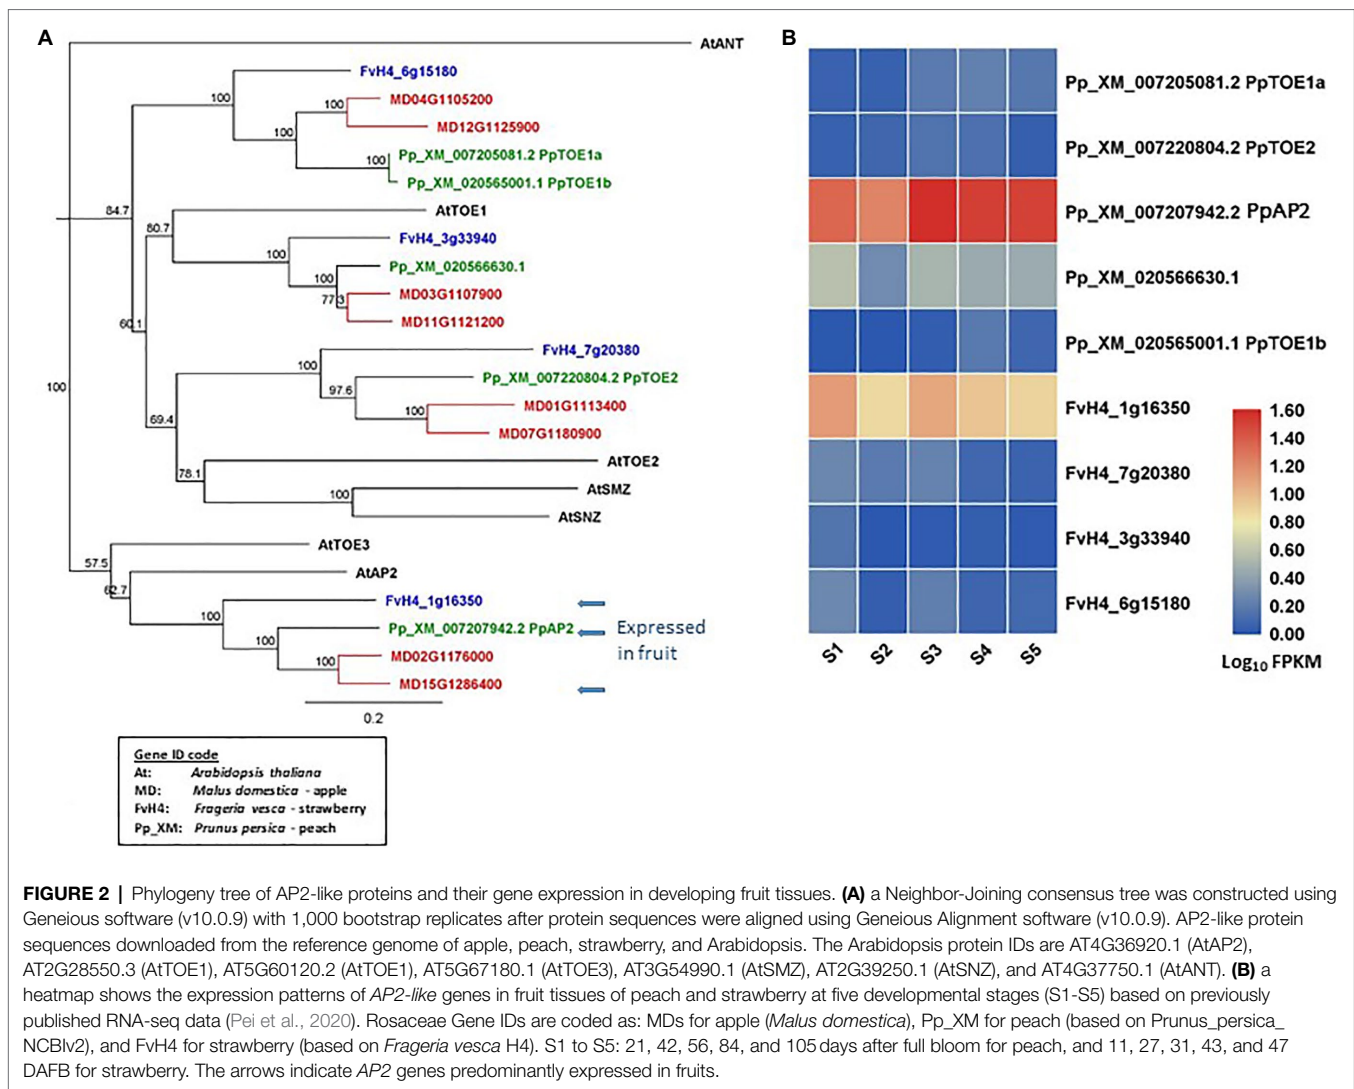 A
AtANT
FvH4_6g15180
100
MD04G1105200
100
MD12G1125900
100
Pp_XM_007205081.2 PpTOE1a
100
Pp_XM_020565001.1 PpTOE1b
84.7
AtTOE1
80.7
FvH4_3g33940
100
Pp_XM_020566630.1
100
MD03G1107900
77.3
MD11G1121200
60.1
FvH4_7g20380
100
Pp_XM_007220804.2 PpTOE2
97.6
MD01G1113400
100
MD07G1180900
100
69.4
AtTOE2
78.1
AtSMZ
100
AtSNZ
AtTOE3
57.5
AtAP2
62.7
FvH4_1g16350
100
Pp_XM_007207942.2 PpAP2
Expressed
in fruit
100
MD02G1176000
100
MD15G1286400
0.2
Gene ID code
At: Arabidopsis thaliana
MD: Malus domestica - apple
FvH4: Frageria vesca - strawberry
Pp_XM: Prunus persica - peach
B
Pp_XM_007205081.2 PpTOE1a
Pp_XM_007220804.2 PpTOE2
Pp_XM_007207942.2 PpAP2
Pp_XM_020566630.1
Pp_XM_020565001.1 PpTOE1b
FvH4_1g16350
FvH4_7g20380
FvH4_3g33940
FvH4_6g15180
S1 S2 S3 S4 S5
1.60
1.40
1.20
1.00
0.80
0.60
0.40
0.20
0.00
Log10 FPKM
FIGURE 2 | Phylogeny tree of AP2-like proteins and their gene expression in developing fruit tissues. (A) a Neighbor-Joining consensus tree was constructed using
Geneious software (v10.0.9) with 1,000 bootstrap replicates after protein sequences were aligned using Geneious Alignment software (v10.0.9). AP2-like protein
sequences downloaded from the reference genome of apple, peach, strawberry, and Arabidopsis. The Arabidopsis protein IDs are AT4G36920.1 (AtAP2),
AT2G28550.3 (AtTOE1), AT5G60120.2 (AtTOE1), AT5G67180.1 (AtTOE3), AT3G54990.1 (AtSMZ), AT2G39250.1 (AtSNZ), and AT4G37750.1 (AtANT). (B) a
heatmap shows the expression patterns of AP2-like genes in fruit tissues of peach and strawberry at five developmental stages (S1-S5) based on previously
published RNA-seq data (Pei et al., 2020). Rosaceae Gene IDs are coded as: MDs for apple (Malus domestica), Pp_XM for peach (based on Prunus_persica_
NCBIv2), and FvH4 for strawberry (based on Frageria vesca H4). S1 to S5: 21, 42, 56, 84, and 105 days after full bloom for peach, and 11, 27, 31, 43, and 47
DAFB for strawberry. The arrows indicate AP2 genes predominantly expressed in fruits.